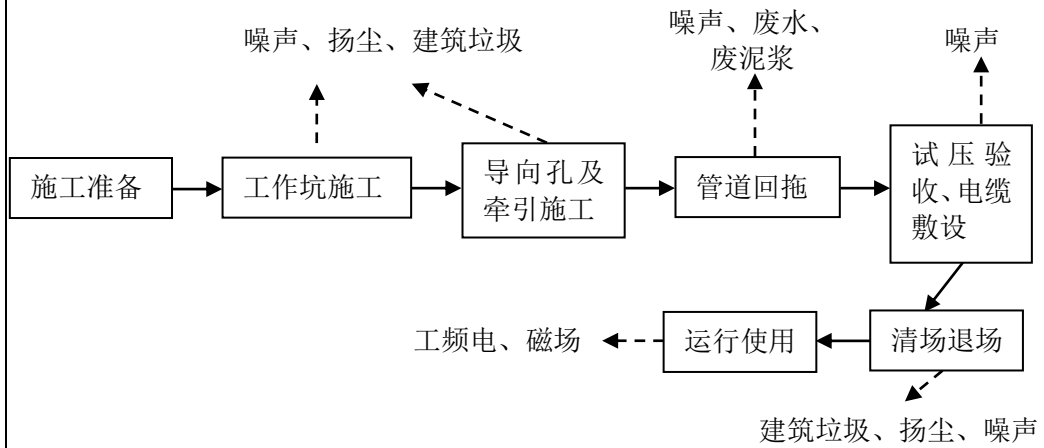 噪声、扬尘、建筑垃圾
噪声、废水、
废泥浆
噪声
施工准备
工作坑施工
导向孔及
牵引施工
管道回拖
试压验
收、电缆
敷设
工频电、磁场
运行使用
清场退场
建筑垃圾、扬尘、噪声